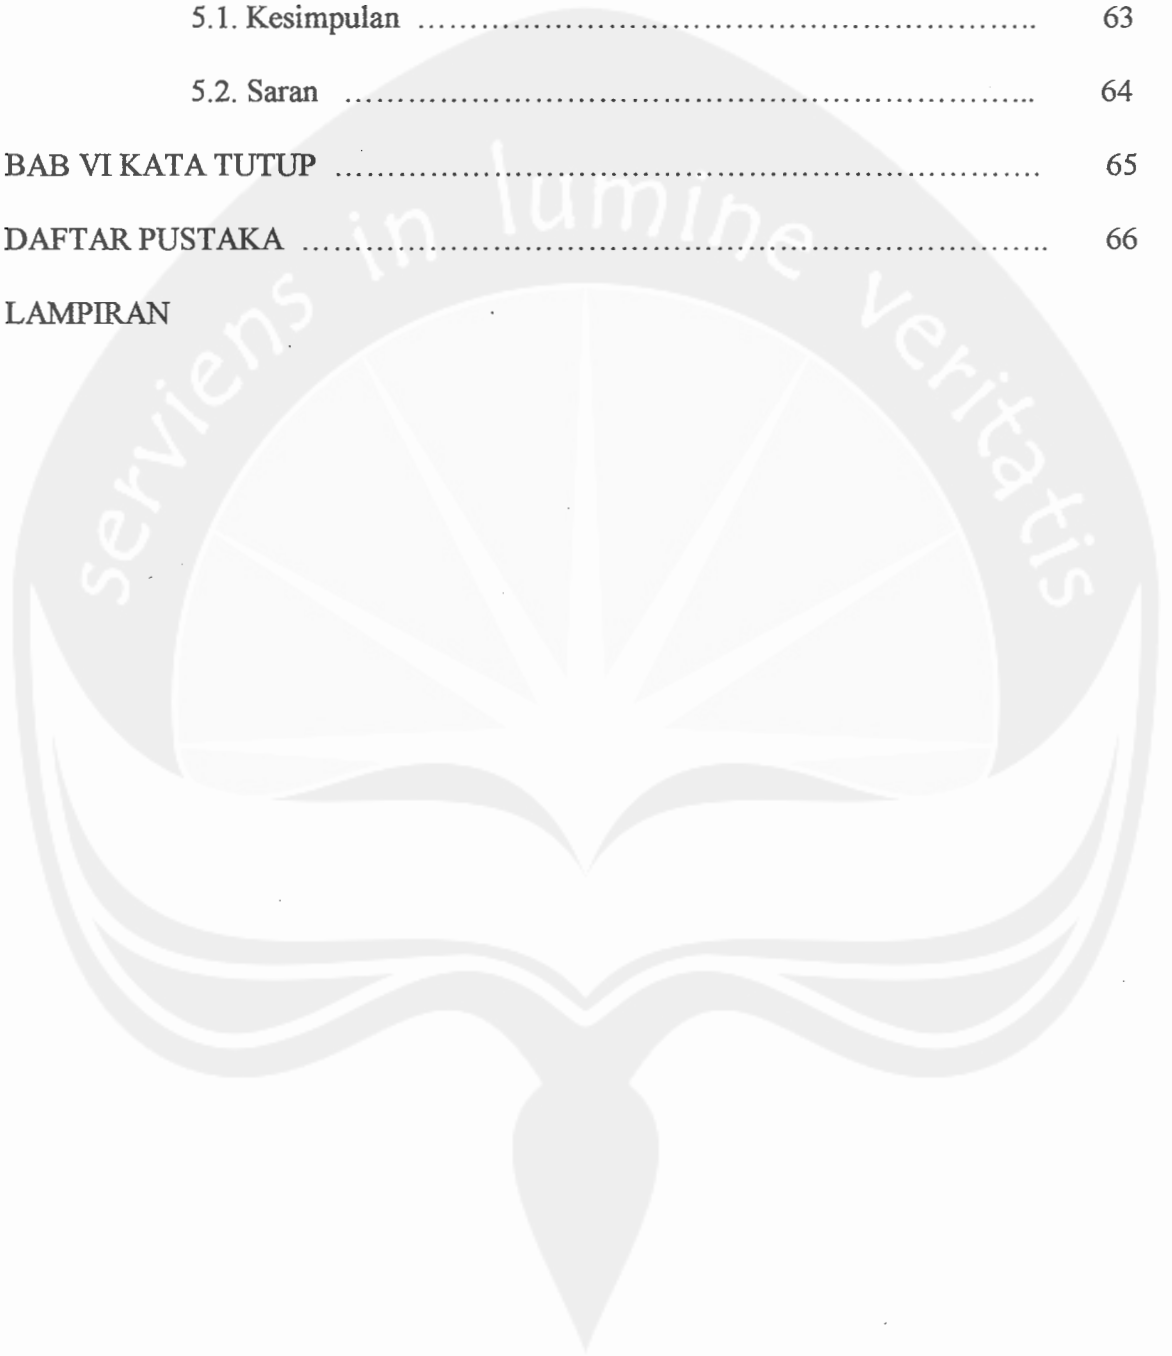 5.1. Kesimpulan ................................................................ 63
5.2. Saran ........................................................................ 64
BAB VI KATA TUTUP ........................................................................ 65
DAFTAR PUSTAKA ............................................................................ 66
LAMPIRAN
serviens in lumine veritatis